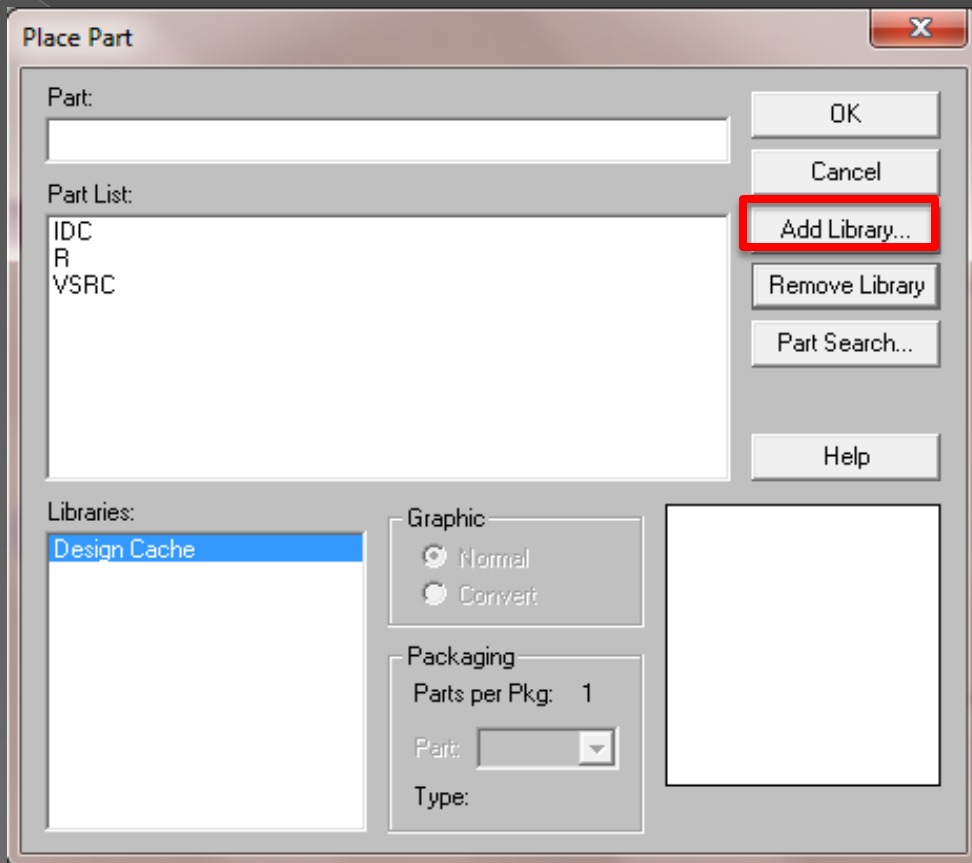 Place Part
Part:
OK
Cancel
Part List:
IDC
R
VSRC
Add Library...
Remove Library
Part Search...
Help
Libraries:
Design Cache
Graphic
Normal
Convert
Packaging
Parts per Pkg: 1
Part:
Type: